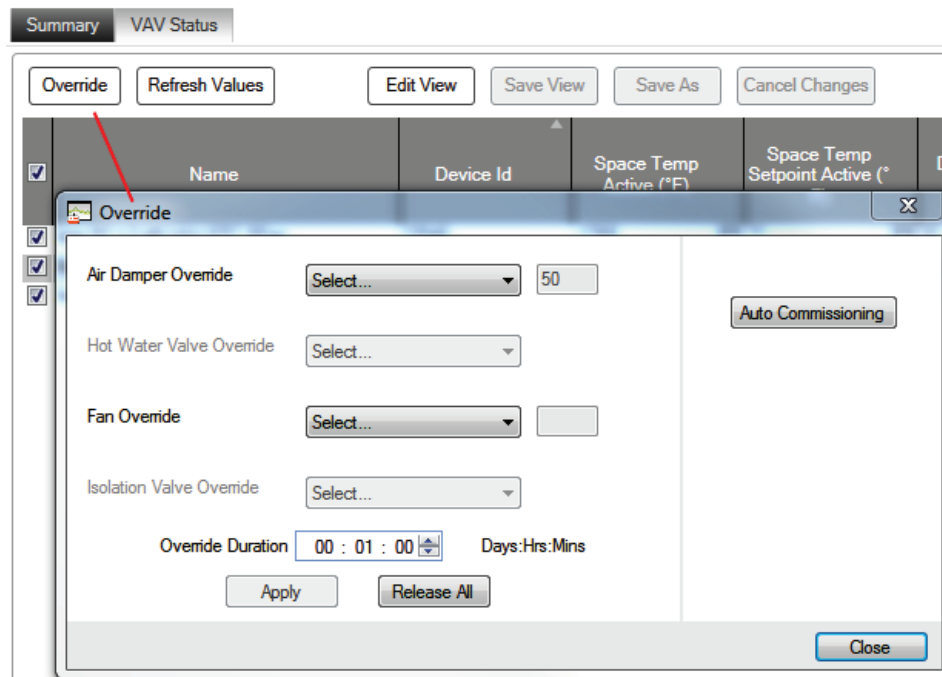 Summary VAV Status
Override Refresh Values Edit View Save View Save As Cancel Changes
Name Device Id Space Temp Active (°F) Space Temp Setpoint Active (°
Override
Air Damper Override Select... 50
Auto Commissioning
Hot Water Valve Override Select...
Fan Override Select...
Isolation Valve Override Select...
Override Duration 00 : 01 : 00 Days:Hrs:Mins
Apply Release All
Close